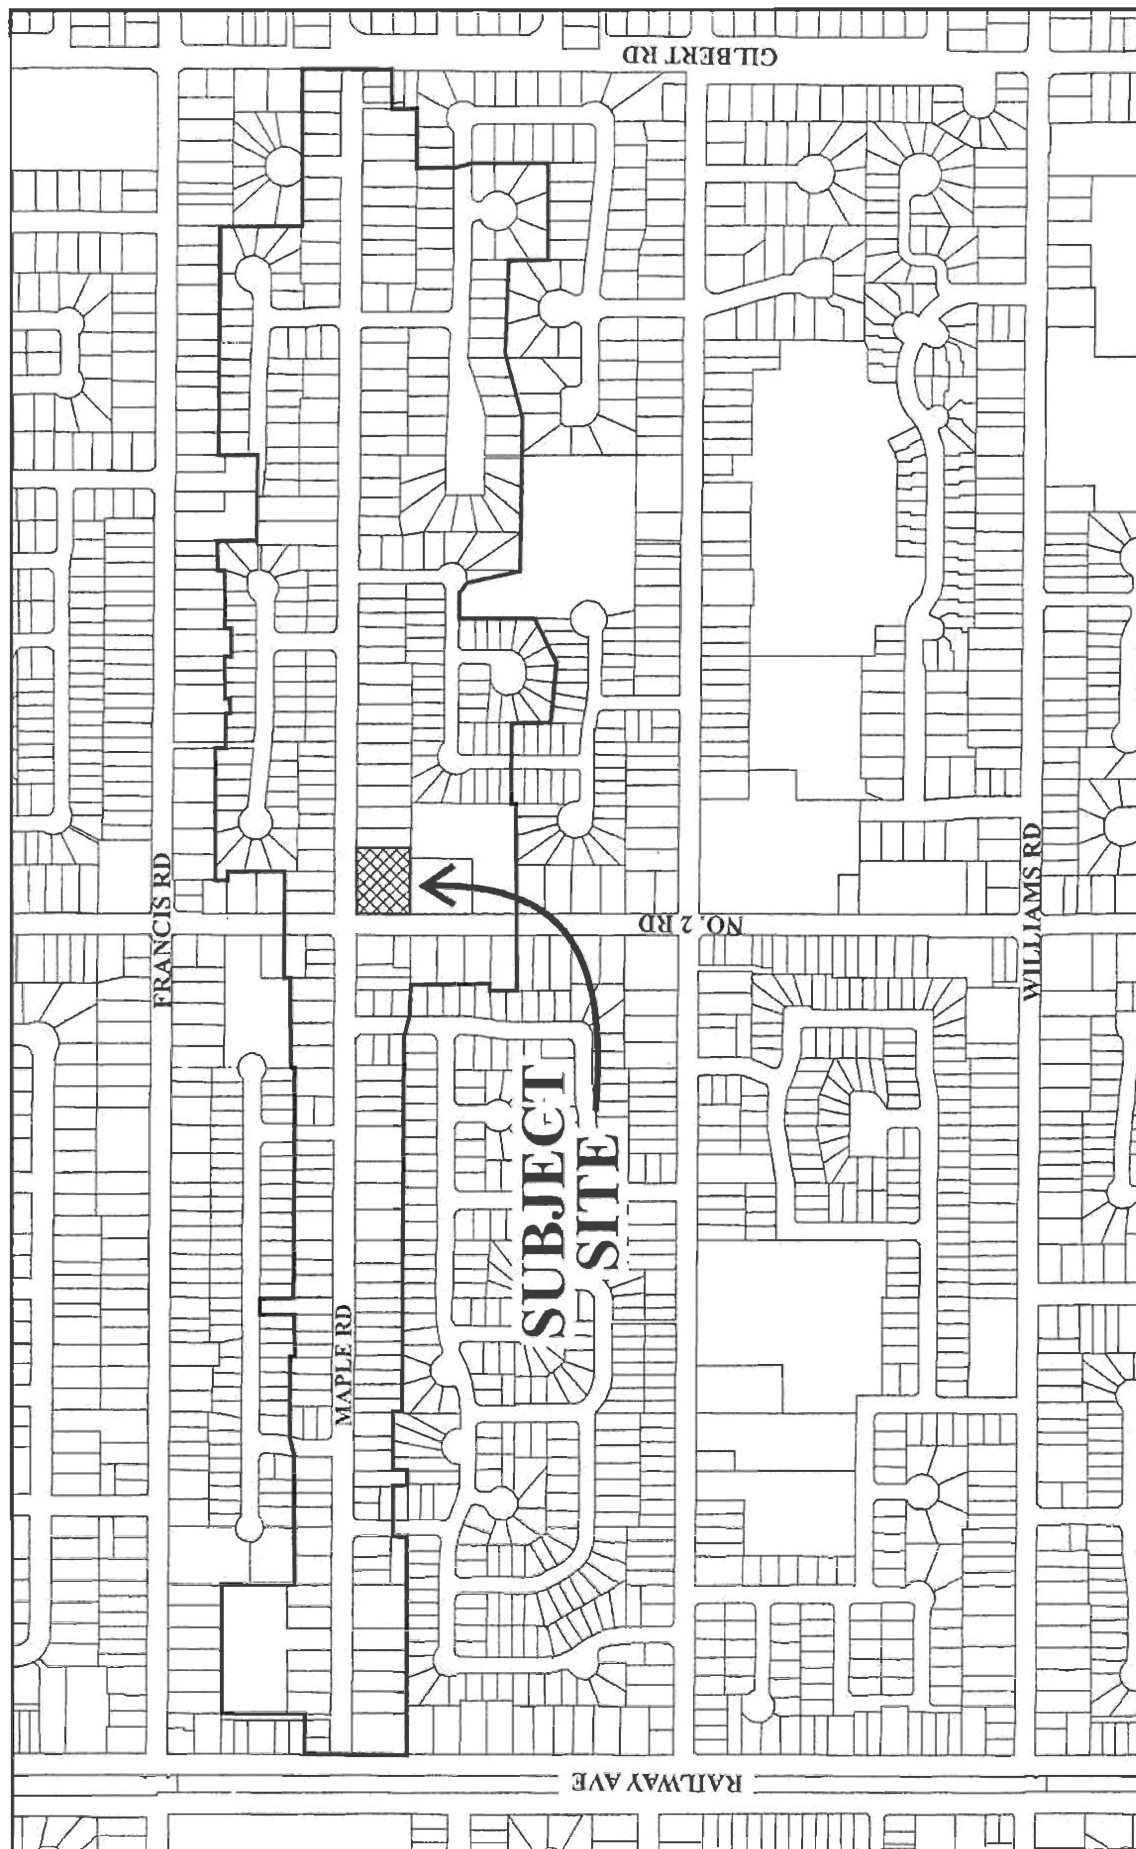 GILBERT RD
FRANCIS RD
NO. 2 RD
WILLIAMS RD
SUBJECT
SITE
MAPLE RD
RAILWAY AVE